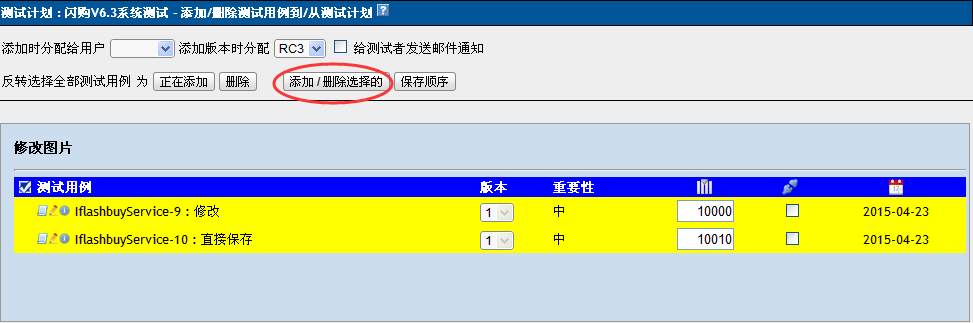 测试计划 : 闪购V6.3系统测试 - 添加/删除测试用例到/从测试计划 ?
添加时分配给用户 添加版本时分配 RC3 给测试者发送邮件通知
反转选择全部测试用例 为 正在添加 删除 添加 / 删除选择的 保存顺序
修改图片
测试用例 版本 重要性
IflashbuyService-9 : 修改 1 中 10000 2015-04-23
IflashbuyService-10 : 直接保存 1 中 10010 2015-04-23